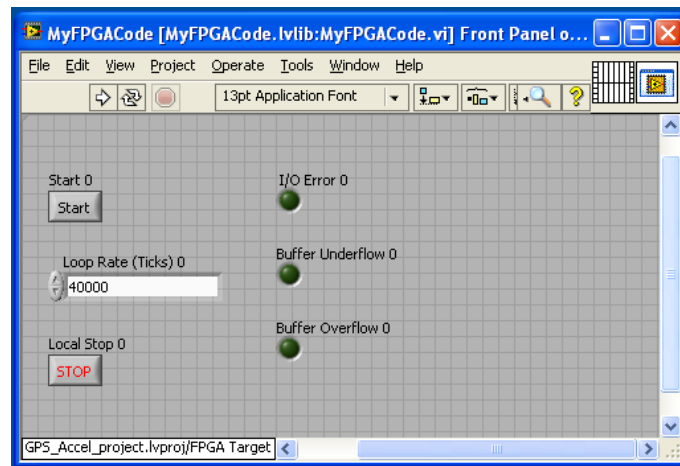 MyFPGACode [MyFPGACode.lvlib:MyFPGACode.vi] Front Panel o...
File Edit View Project Operate Tools Window Help
13pt Application Font
Start 0
Start
I/O Error 0
Loop Rate (Ticks) 0
40000
Buffer Underflow 0
Local Stop 0
STOP
Buffer Overflow 0
GPS_Accel_project.lvproj/FPGA Target